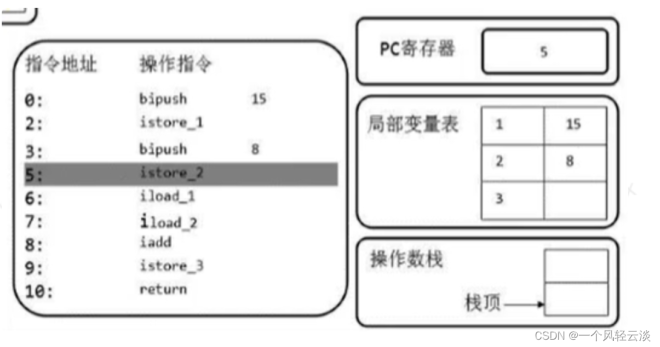 指令地址 操作指令
0: bipush 15
2: istore_1
3: bipush 8
5: istore_2
6: iload_1
7: iload_2
8: iadd
9: istore_3
10: return
PC寄存器 5
局部变量表
1 15
2 8
3
操作数栈
栈顶
CSDN @一个风轻云淡